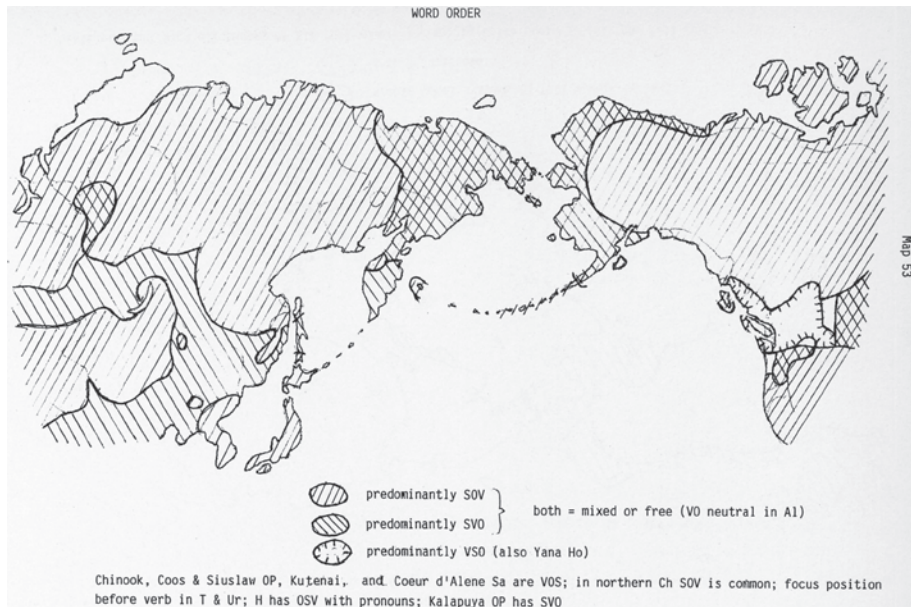 WORD ORDER
Map 53
predominantly SOV
predominantly SVO
both = mixed or free (VO neutral in Al)
predominantly VSO (also Yana Ho)
Chinook, Coos & Siuslaw OP, Kutenai, and Coeur d'Alene Sa are VOS; in northern Ch SOV is common; focus position
before verb in T & Ur; H has OSV with pronouns; Kalapuya OP has SVO